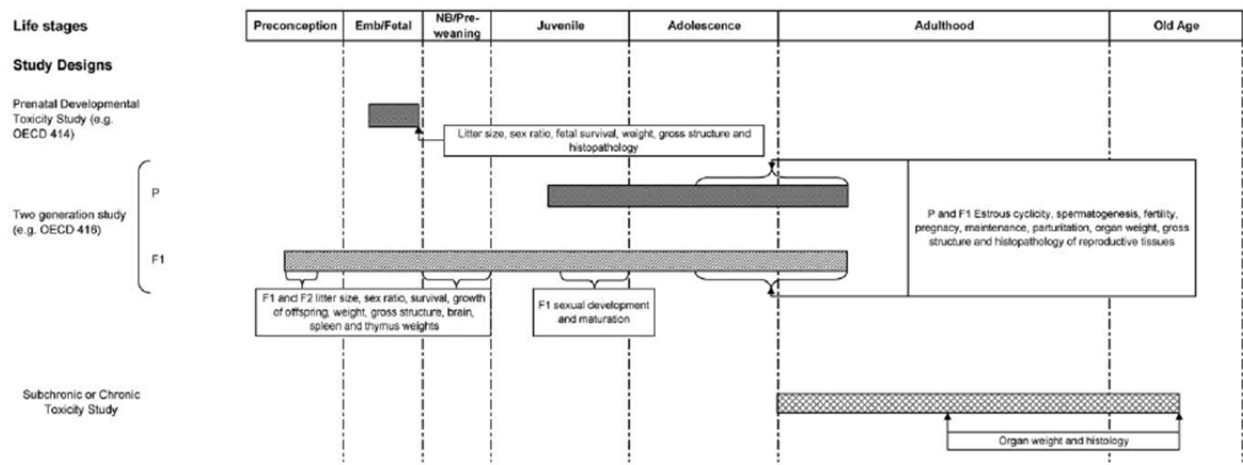 Life stages
Preconception
Emb/Fetal
NB/Pre-
weaning
Juvenile
Adolescence
Adulthood
Old Age
Study Designs
Prenatal Developmental
Toxicity Study (e.g.
OECD 414)
Litter size, sex ratio, fetal survival, weight, gross structure and
histopathology
Two generation study
(e.g. OECD 416)
P
F1
P and F1 Estrous cyclicity, spermatogenesis, fertility,
pregnacy, maintenance, parturitation, organ weight, gross
structure and histopathology of reproductive tissues
F1 and F2 litter size, sex ratio, survival, growth
of offspring, weight, gross structure, brain,
spleen and thymus weights
F1 sexual development
and maturation
Subchronic or Chronic
Toxicity Study
Organ weight and histology